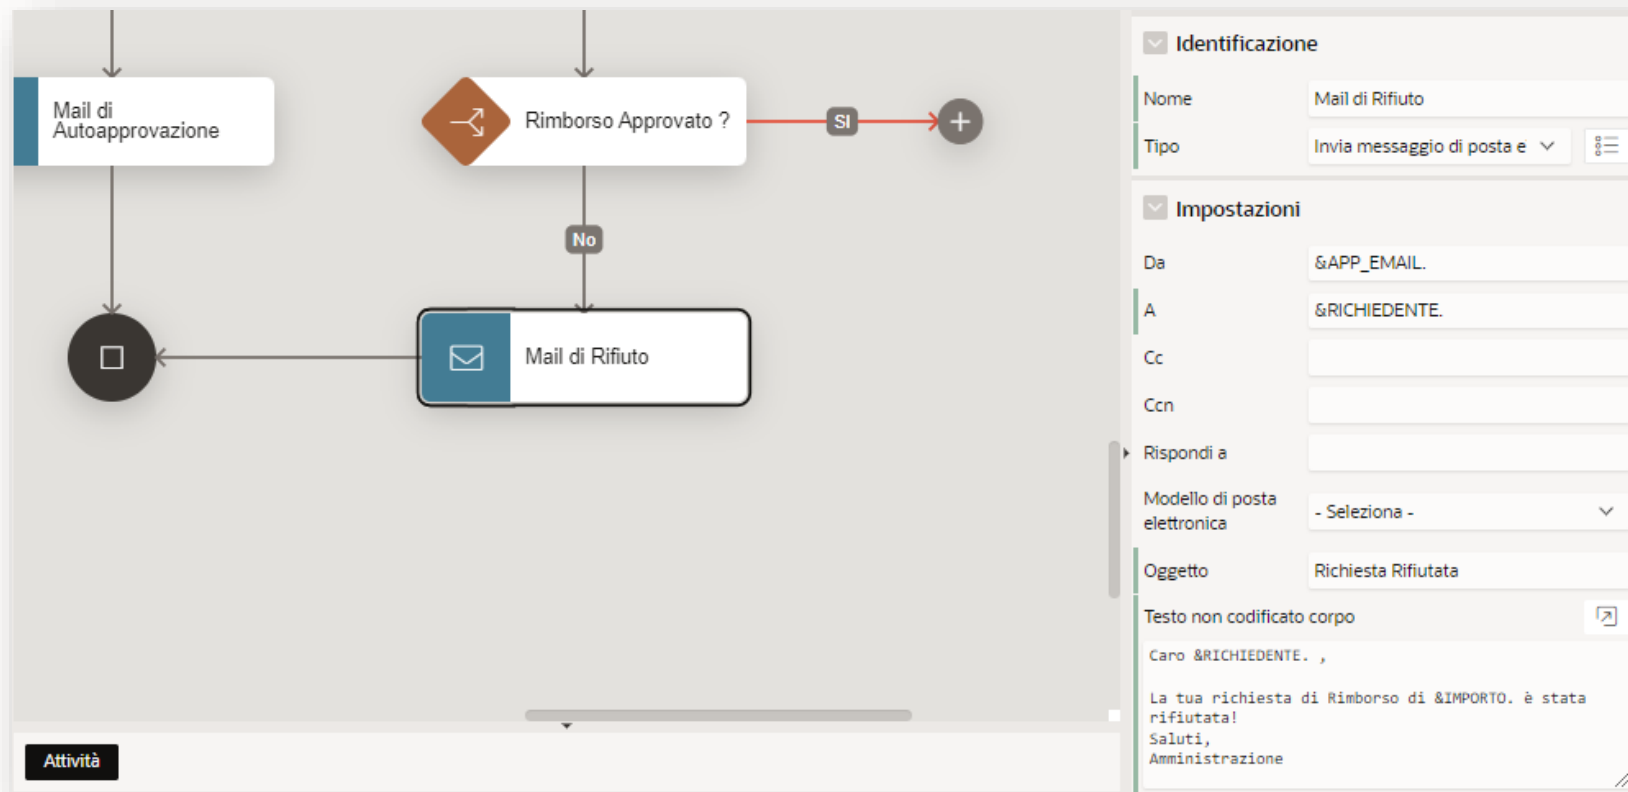 Mail di
Autoapprovazione
Rimborso Approvato ?
SI
No
Mail di Rifiuto
Attività
Identificazione
Nome Mail di Rifiuto
Tipo Invia messaggio di posta e
Impostazioni
Da &APP_EMAIL.
A &RICHIEDENTE.
Cc
Ccn
Rispondi a
Modello di posta
elettronica - Seleziona -
Oggetto Richiesta Rifiutata
Testo non codificato corpo
Caro &RICHIEDENTE. ,
La tua richiesta di Rimborso di &IMPORTO. è stata
rifiutata!
Saluti,
Amministrazione